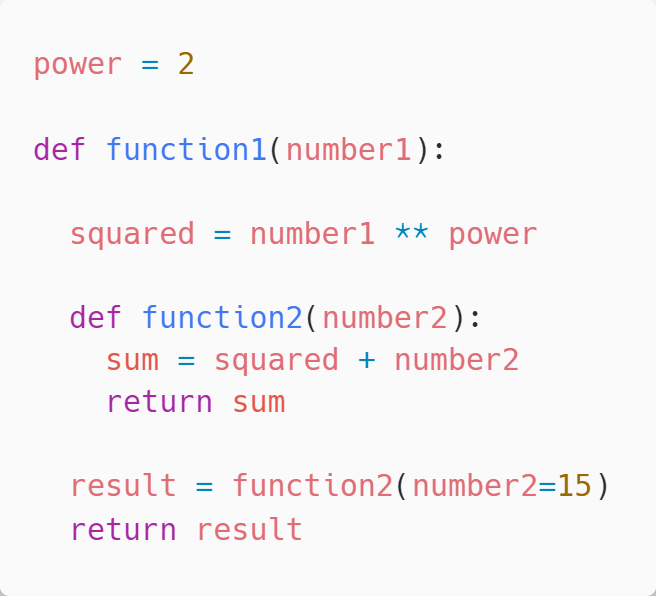 power = 2
def function1(number1):
  squared = number1 ** power
  def function2(number2):
    sum = squared + number2
    return sum
  result = function2(number2=15)
  return result